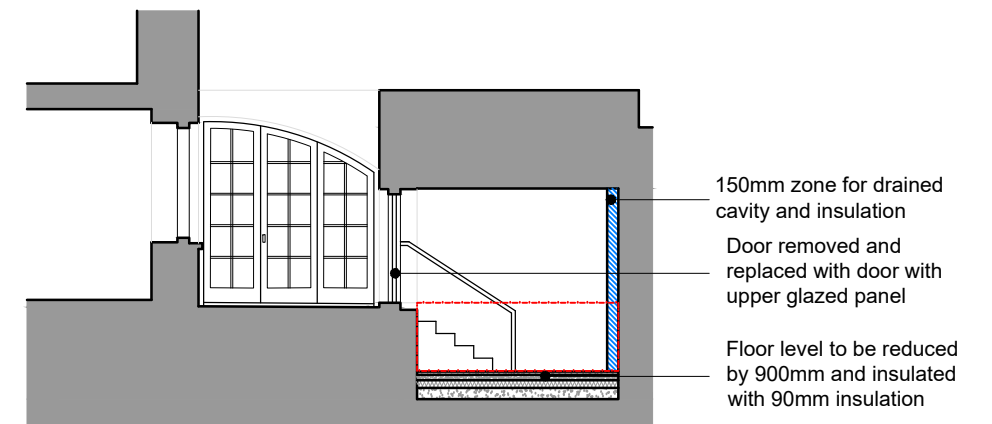 150mm zone for drained
cavity and insulation
Door removed and
replaced with door with
upper glazed panel
Floor level to be reduced
by 900mm and insulated
with 90mm insulation